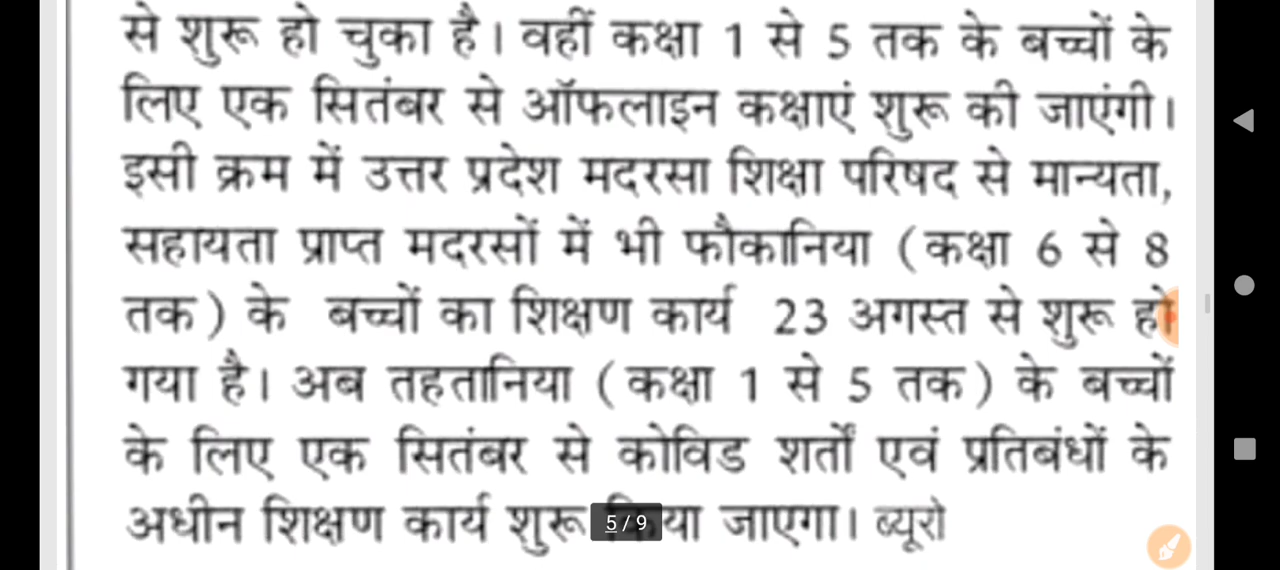 से शुरू हो चुका है। वहीं कक्षा 1 से 5 तक के बच्चों के
लिए एक सितंबर से ऑफलाइन कक्षाएं शुरू की जाएंगी।
इसी क्रम में उत्तर प्रदेश मदरसा शिक्षा परिषद से मान्यता,
सहायता प्राप्त मदरसों में भी फौकानिया (कक्षा 6 से 8
तक) के बच्चों का शिक्षण कार्य 23 अगस्त से शुरू हो
गया है। अब तहतानिया (कक्षा 1 से 5 तक) के बच्चों
के लिए एक सितंबर से कोविड शर्तों एवं प्रतिबंधों के
अधीन शिक्षण कार्य शुरू किया जाएगा। ब्यूरो
5/9